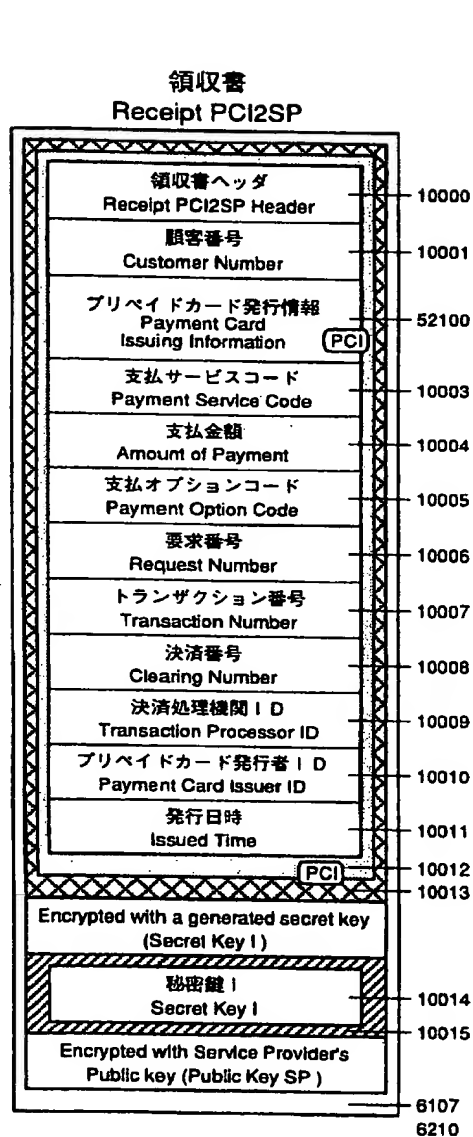 領収書
Receipt PCI2SP
領収書ヘッダ
Receipt PCI2SP Header
10000
顧客番号
Customer Number
10001
プリペイドカード発行情報
Payment Card
Issuing Information
PCI
52100
支払サービスコード
Payment Service Code
10003
支払金額
Amount of Payment
10004
支払オプションコード
Payment Option Code
10005
要求番号
Request Number
10006
トランザクション番号
Transaction Number
10007
決済番号
Clearing Number
10008
決済処理機関ID
Transaction Processor ID
10009
プリペイドカード発行者ID
Payment Card Issuer ID
10010
発行日時
Issued Time
10011
PCI
10012
10013
Encrypted with a generated secret key
(Secret Key I )
秘密鍵 I
Secret Key I
10014
10015
Encrypted with Service Provider's
Public key (Public Key SP )
6107
6210